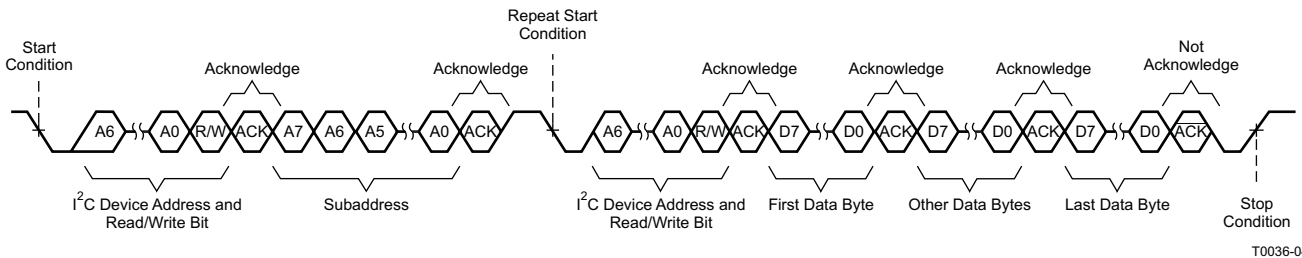 Repeat Start
Condition
Start
Condition
Not
Acknowledge
Acknowledge
Acknowledge
Acknowledge
Acknowledge
Acknowledge
A6 A0 R/W ACK A7 A6 A5 A0 ACK A6 A0 R/W ACK D7 D0 ACK D7 D0 ACK D7 D0 ACK
I²C Device Address and
Read/Write Bit
Subaddress
I²C Device Address and
Read/Write Bit
First Data Byte
Other Data Bytes
Last Data Byte
Stop
Condition
T0036-0